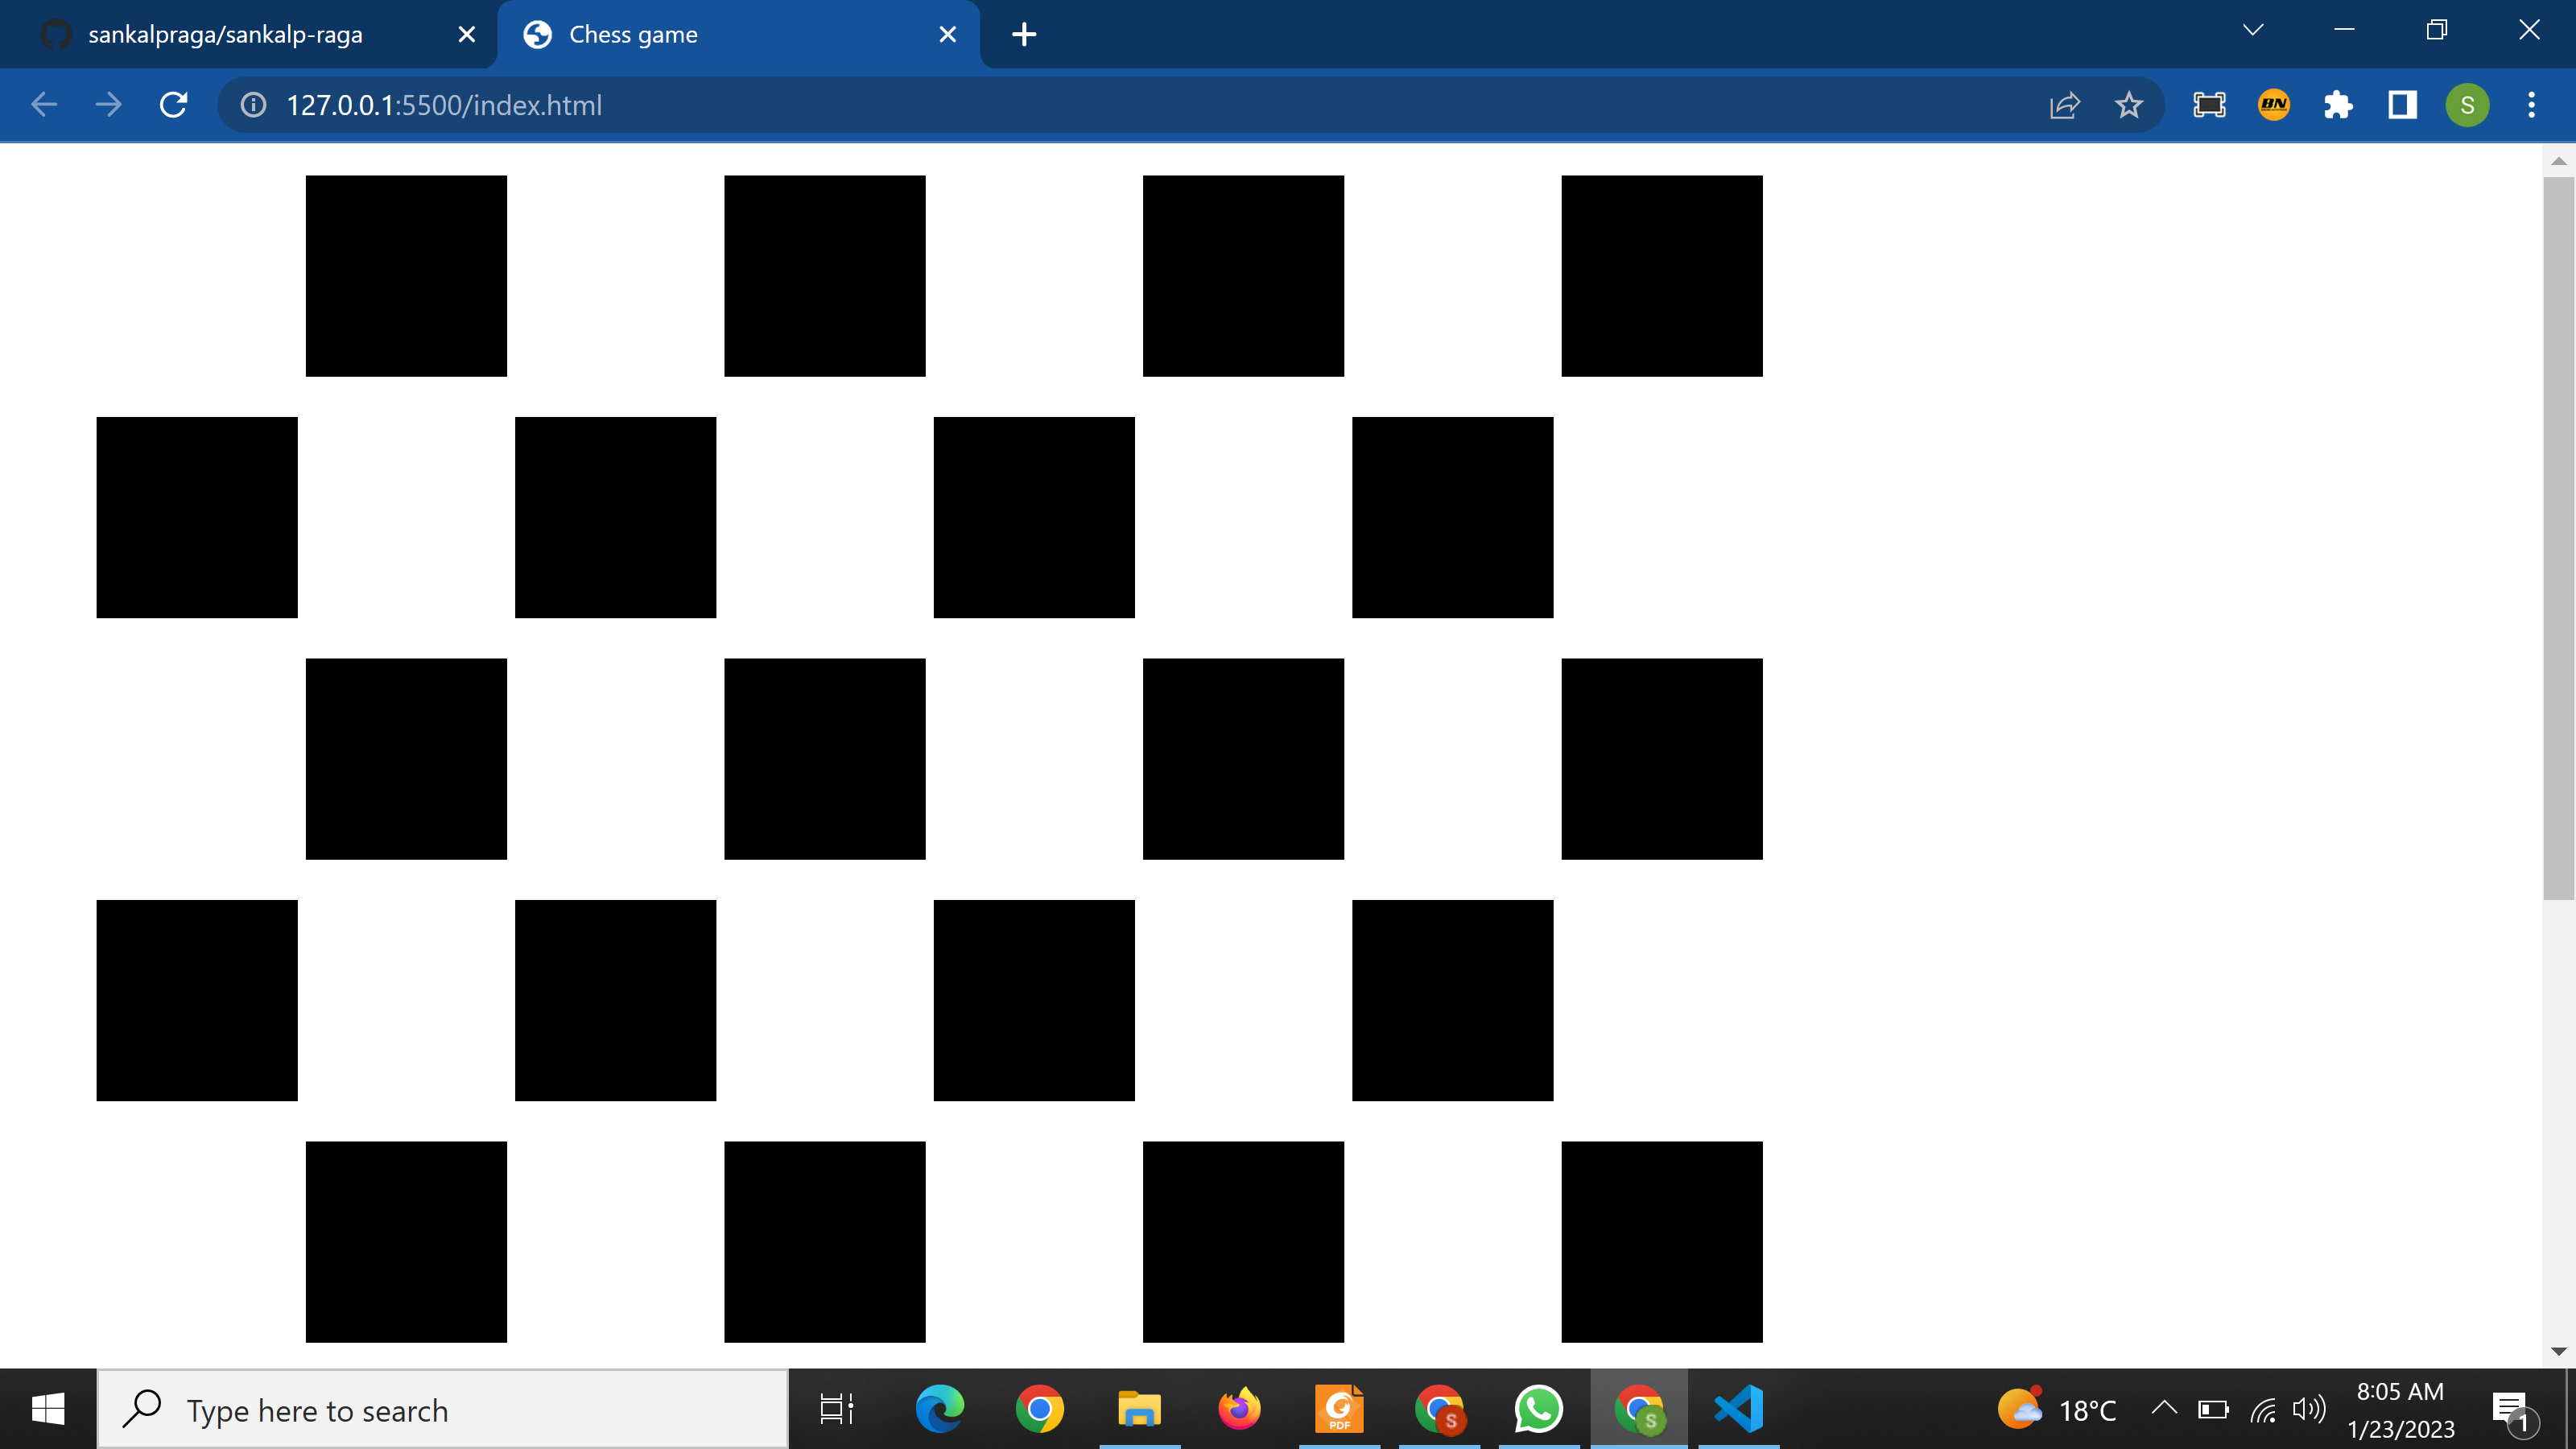 sankalpraga/sankalp-raga
Chess game
127.0.0.1:5500/index.html
BN
S
Type here to search
PDF
S
S
18°C
8:05 AM
1/23/2023
1